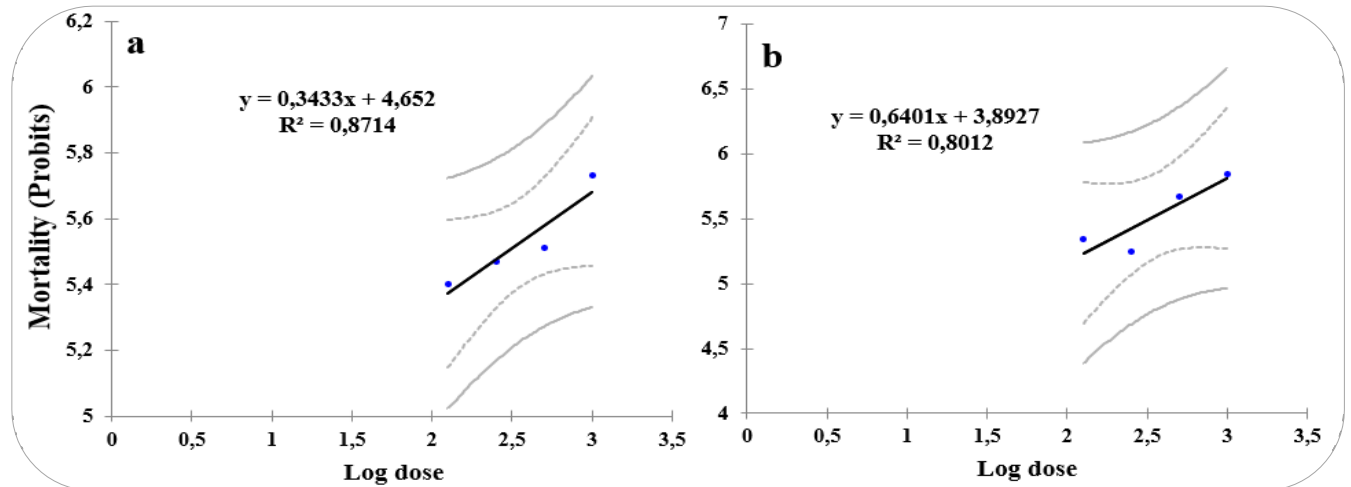 a
y = 0,3433x + 4,652
R² = 0,8714
Mortality (Probits)
6,2
6
5,8
5,6
5,4
5,2
5
0 0,5 1 1,5 2 2,5 3 3,5
Log dose
b
y = 0,6401x + 3,8927
R² = 0,8012
7
6,5
6
5,5
5
4,5
4
0 0,5 1 1,5 2 2,5 3 3,5
Log dose